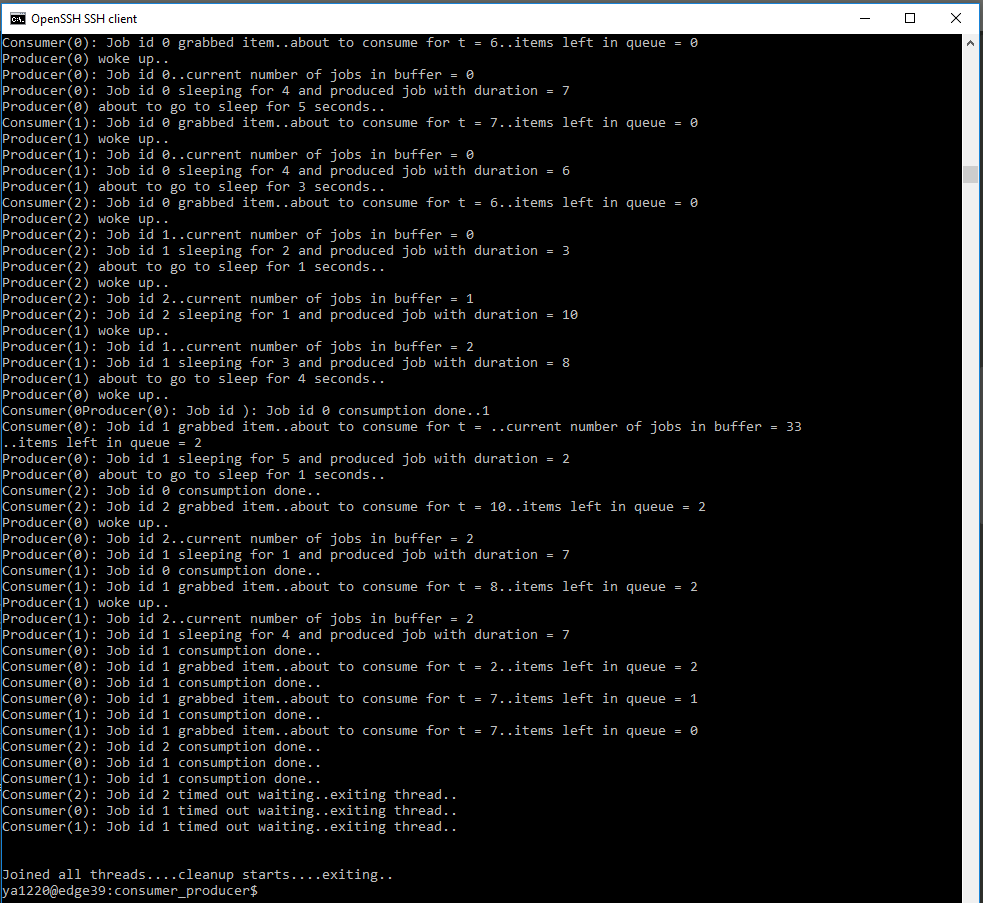 OpenSSH SSH client
Consumer(0): Job id 0 grabbed item..about to consume for t = 6..items left in queue = 0
Producer(0) woke up..
Producer(0): Job id 0..current number of jobs in buffer = 0
Producer(0): Job id 0 sleeping for 4 and produced job with duration = 7
Producer(0) about to go to sleep for 5 seconds..
Consumer(1): Job id 0 grabbed item..about to consume for t = 7..items left in queue = 0
Producer(1) woke up..
Producer(1): Job id 0..current number of jobs in buffer = 0
Producer(1): Job id 0 sleeping for 4 and produced job with duration = 6
Producer(1) about to go to sleep for 3 seconds..
Consumer(2): Job id 0 grabbed item..about to consume for t = 6..items left in queue = 0
Producer(2) woke up..
Producer(2): Job id 1..current number of jobs in buffer = 0
Producer(2): Job id 1 sleeping for 2 and produced job with duration = 3
Producer(2) about to go to sleep for 1 seconds..
Producer(2) woke up..
Producer(2): Job id 2..current number of jobs in buffer = 1
Producer(2): Job id 2 sleeping for 1 and produced job with duration = 10
Producer(1) woke up..
Producer(1): Job id 1..current number of jobs in buffer = 2
Producer(1): Job id 1 sleeping for 3 and produced job with duration = 8
Producer(1) about to go to sleep for 4 seconds..
Producer(0) woke up..
Consumer(0Producer(0): Job id ): Job id 0 consumption done..1
Consumer(0): Job id 1 grabbed item..about to consume for t = ..current number of jobs in buffer = 33
..items left in queue = 2
Producer(0): Job id 1 sleeping for 5 and produced job with duration = 2
Producer(0) about to go to sleep for 1 seconds..
Consumer(2): Job id 0 consumption done..
Consumer(2): Job id 2 grabbed item..about to consume for t = 10..items left in queue = 2
Producer(0) woke up..
Producer(0): Job id 2..current number of jobs in buffer = 2
Producer(0): Job id 1 sleeping for 1 and produced job with duration = 7
Consumer(1): Job id 0 consumption done..
Consumer(1): Job id 1 grabbed item..about to consume for t = 8..items left in queue = 2
Producer(1) woke up..
Producer(1): Job id 2..current number of jobs in buffer = 2
Producer(1): Job id 1 sleeping for 4 and produced job with duration = 7
Consumer(0): Job id 1 consumption done..
Consumer(0): Job id 1 grabbed item..about to consume for t = 2..items left in queue = 2
Consumer(0): Job id 1 consumption done..
Consumer(0): Job id 1 grabbed item..about to consume for t = 7..items left in queue = 1
Consumer(1): Job id 1 consumption done..
Consumer(1): Job id 1 grabbed item..about to consume for t = 7..items left in queue = 0
Consumer(2): Job id 2 consumption done..
Consumer(0): Job id 1 consumption done..
Consumer(1): Job id 1 consumption done..
Consumer(2): Job id 2 timed out waiting..exiting thread..
Consumer(0): Job id 1 timed out waiting..exiting thread..
Consumer(1): Job id 1 timed out waiting..exiting thread..
Joined all threads....cleanup starts....exiting..
ya1220@edge39:consumer_producer$